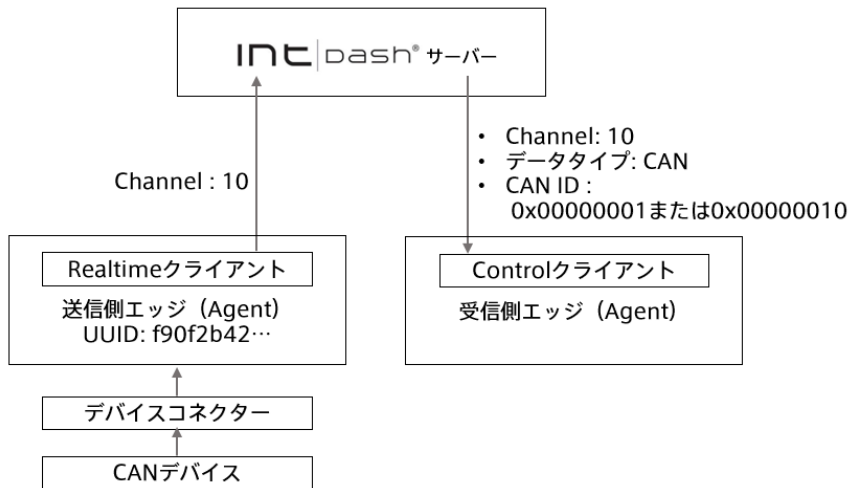 INT DASH® サーバー
Channel : 10
• Channel: 10
• データタイプ: CAN
• CAN ID :
0x00000001または0x00000010
Realtimeクライアント
送信側エッジ（Agent）
UUID: f90f2b42…
Controlクライアント
受信側エッジ（Agent）
デバイスコネクター
CANデバイス